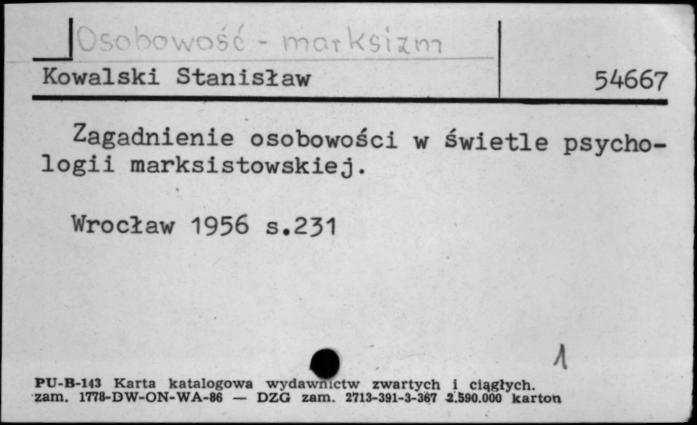 Osobowość - marksizm
Kowalski Stanisław 54667
Zagadnienie osobowości w świetle psycho-
logii marksistowskiej.
Wrocław 1956 s.231
1
PU-B-143 Karta katalogowa wydawnictw zwartych i ciągłych.
zam. 1778-DW-ON-WA-86 — DZG zam. 2713-391-3-367 2.590.000 karton